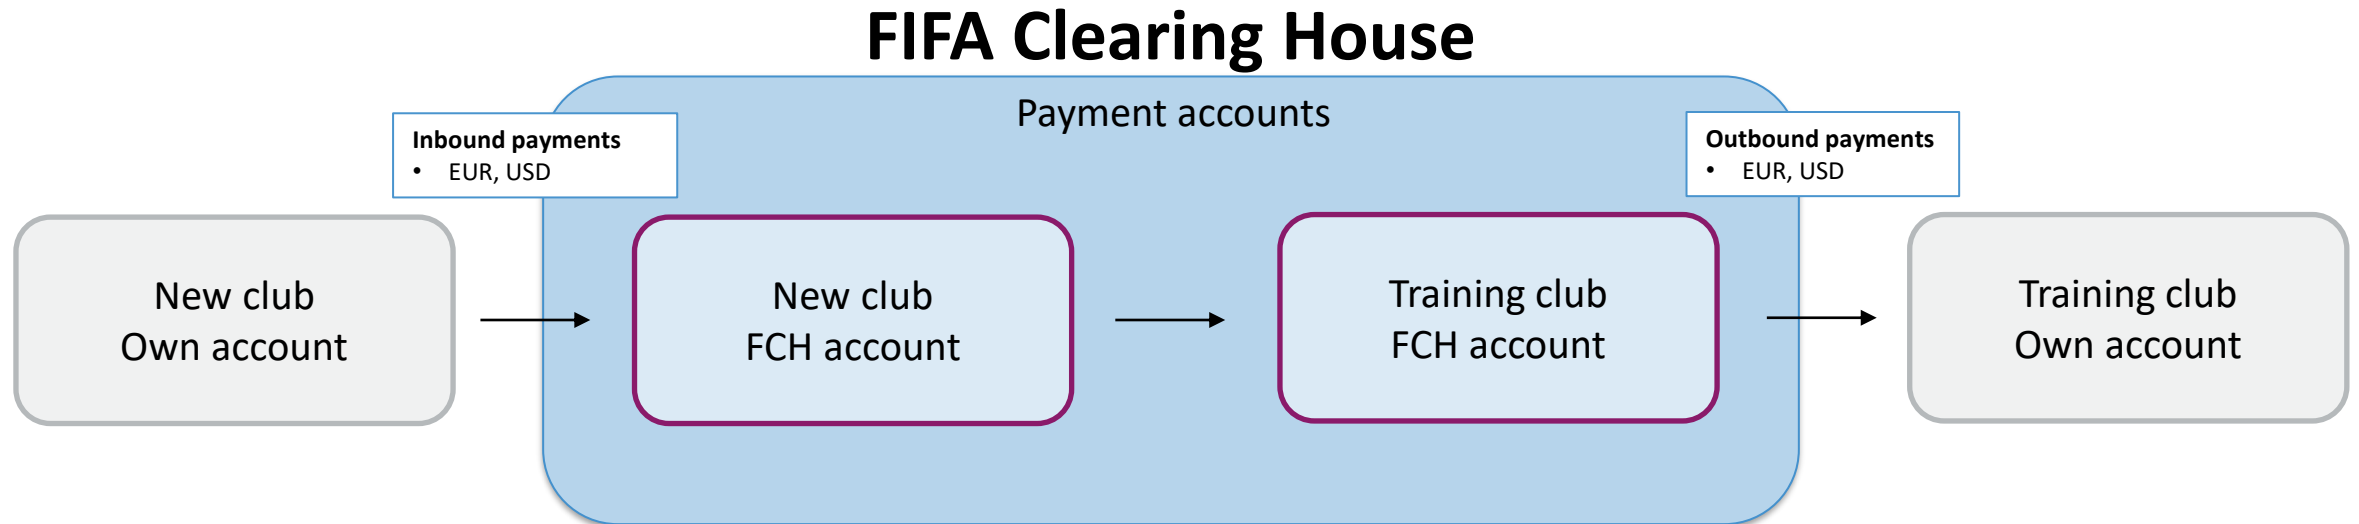 FIFA Clearing House
Payment accounts
Inbound payments
• EUR, USD
Outbound payments
• EUR, USD
New club
Own account
New club
FCH account
Training club
FCH account
Training club
Own account